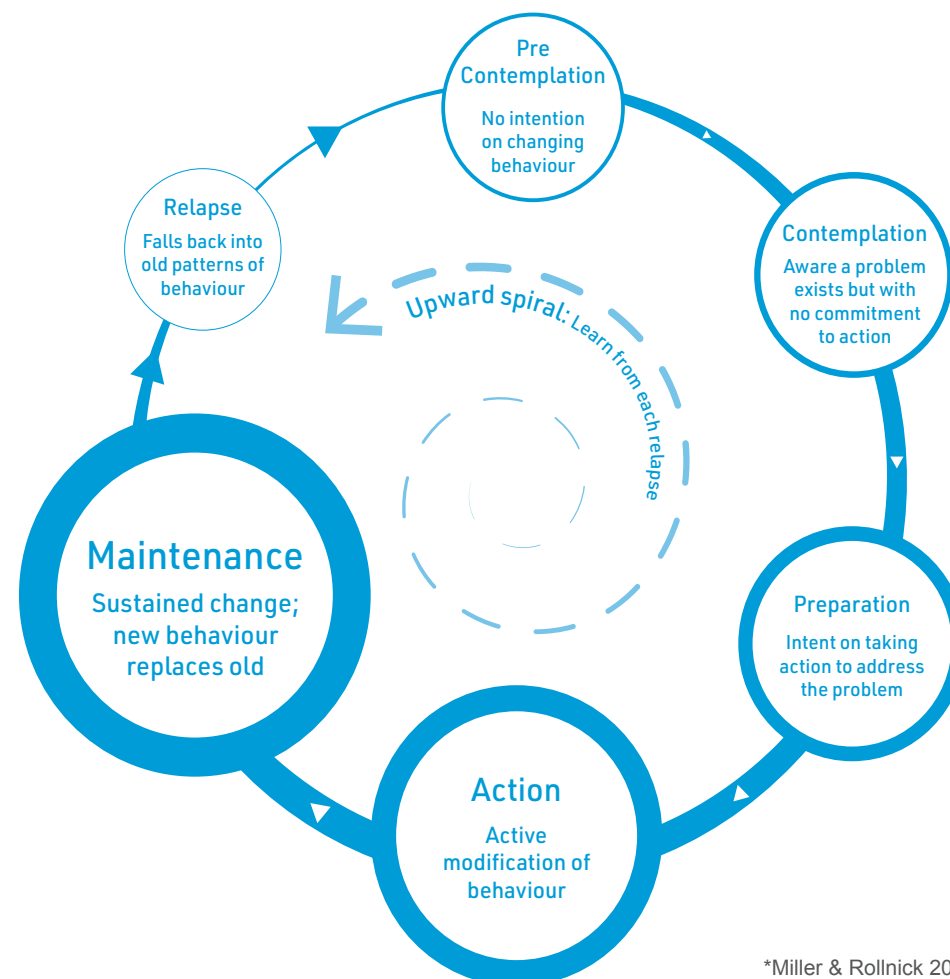 Pre
Contemplation
No intention
on changing
behaviour
Contemplation
Aware a problem
exists but with
no commitment
to action
Preparation
Intent on taking
action to address
the problem
Action
Active
modification of
behaviour
Maintenance
Sustained change;
new behaviour
replaces old
Relapse
Falls back into
old patterns of
behaviour
Upward spiral: Learn from each relapse
*Miller & Rollnick 20